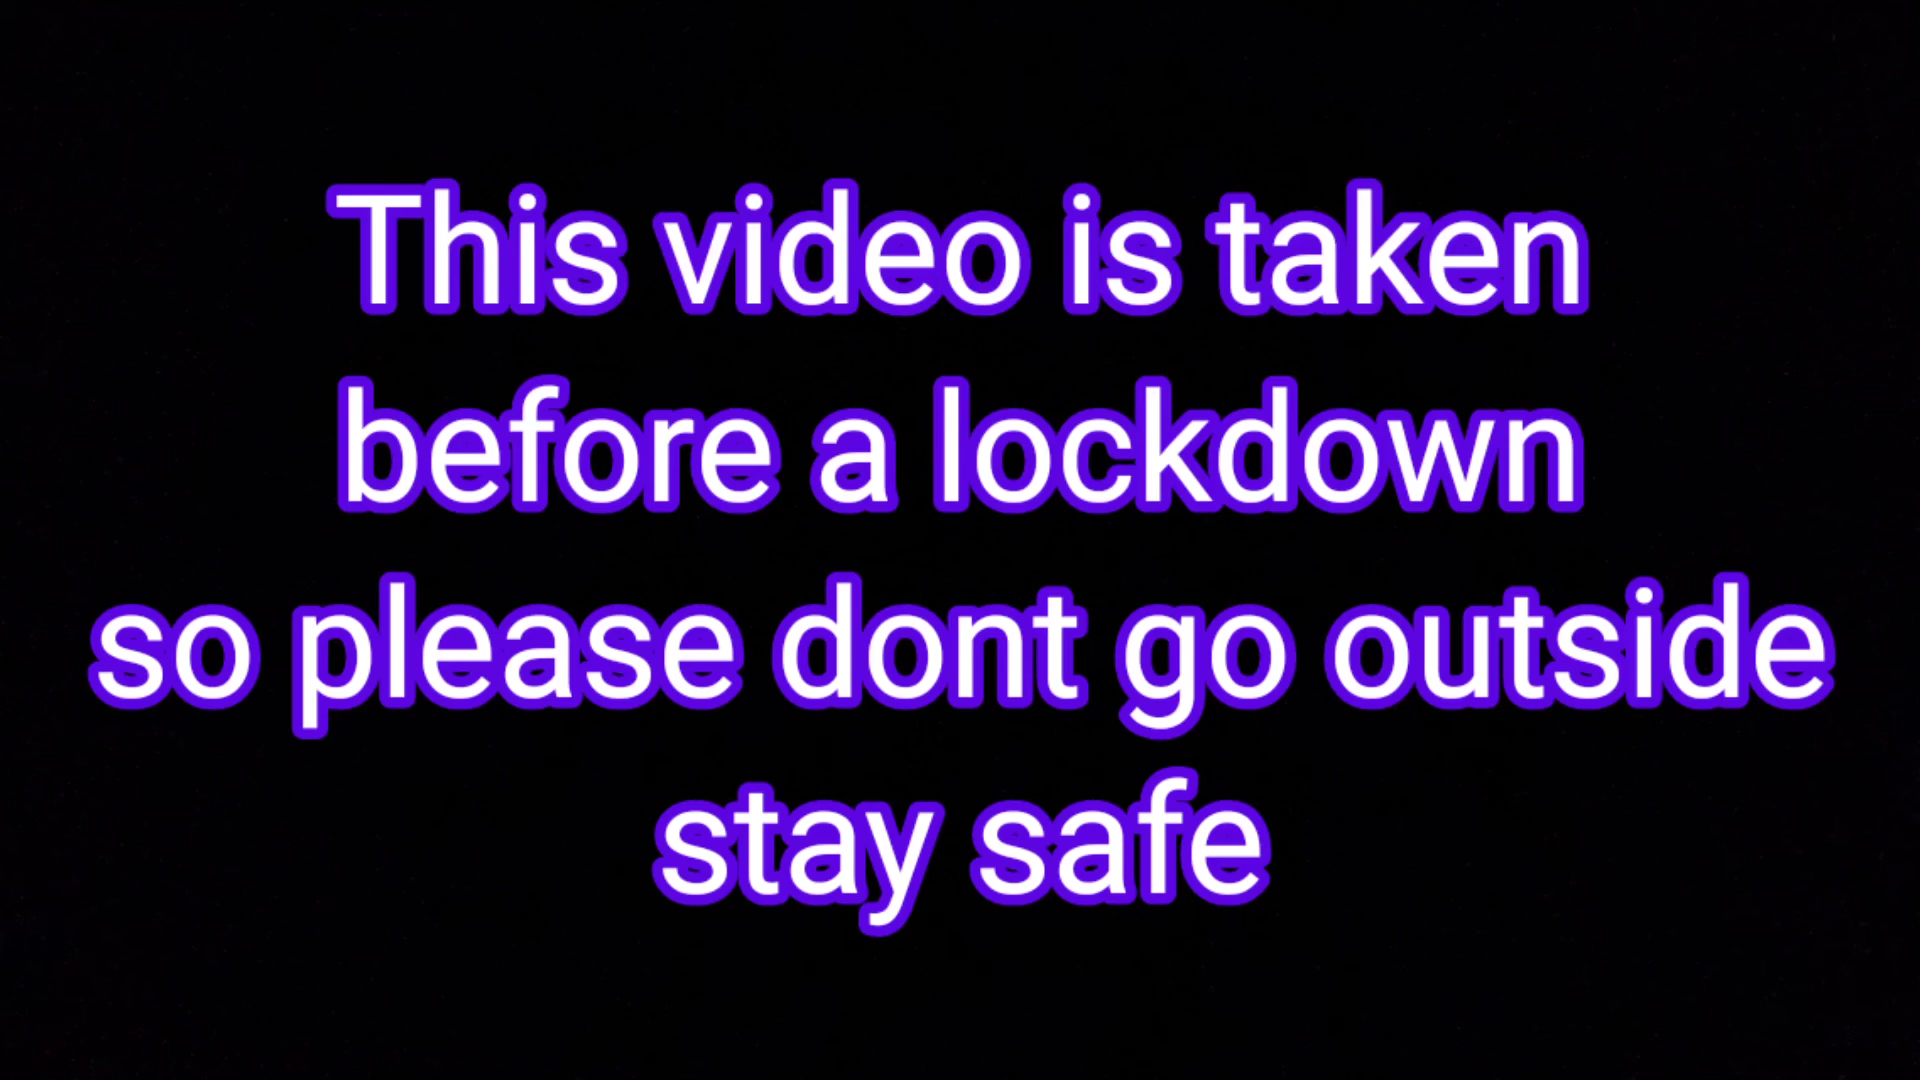 This video is taken
before a lockdown
so please dont go outside
stay safe